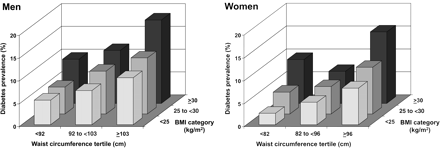 Men
Diabetes prevalence (%)
20
15
10
5
0
<92
92 to <103
≥103
Waist circumference tertile (cm)
<25
25 to <30
≥30
BMI category
(kg/m²)
Women
Diabetes prevalence (%)
20
15
10
5
0
<82
82 to <96
≥96
Waist circumference tertile (cm)
<25
25 to <30
≥30
BMI category
(kg/m²)